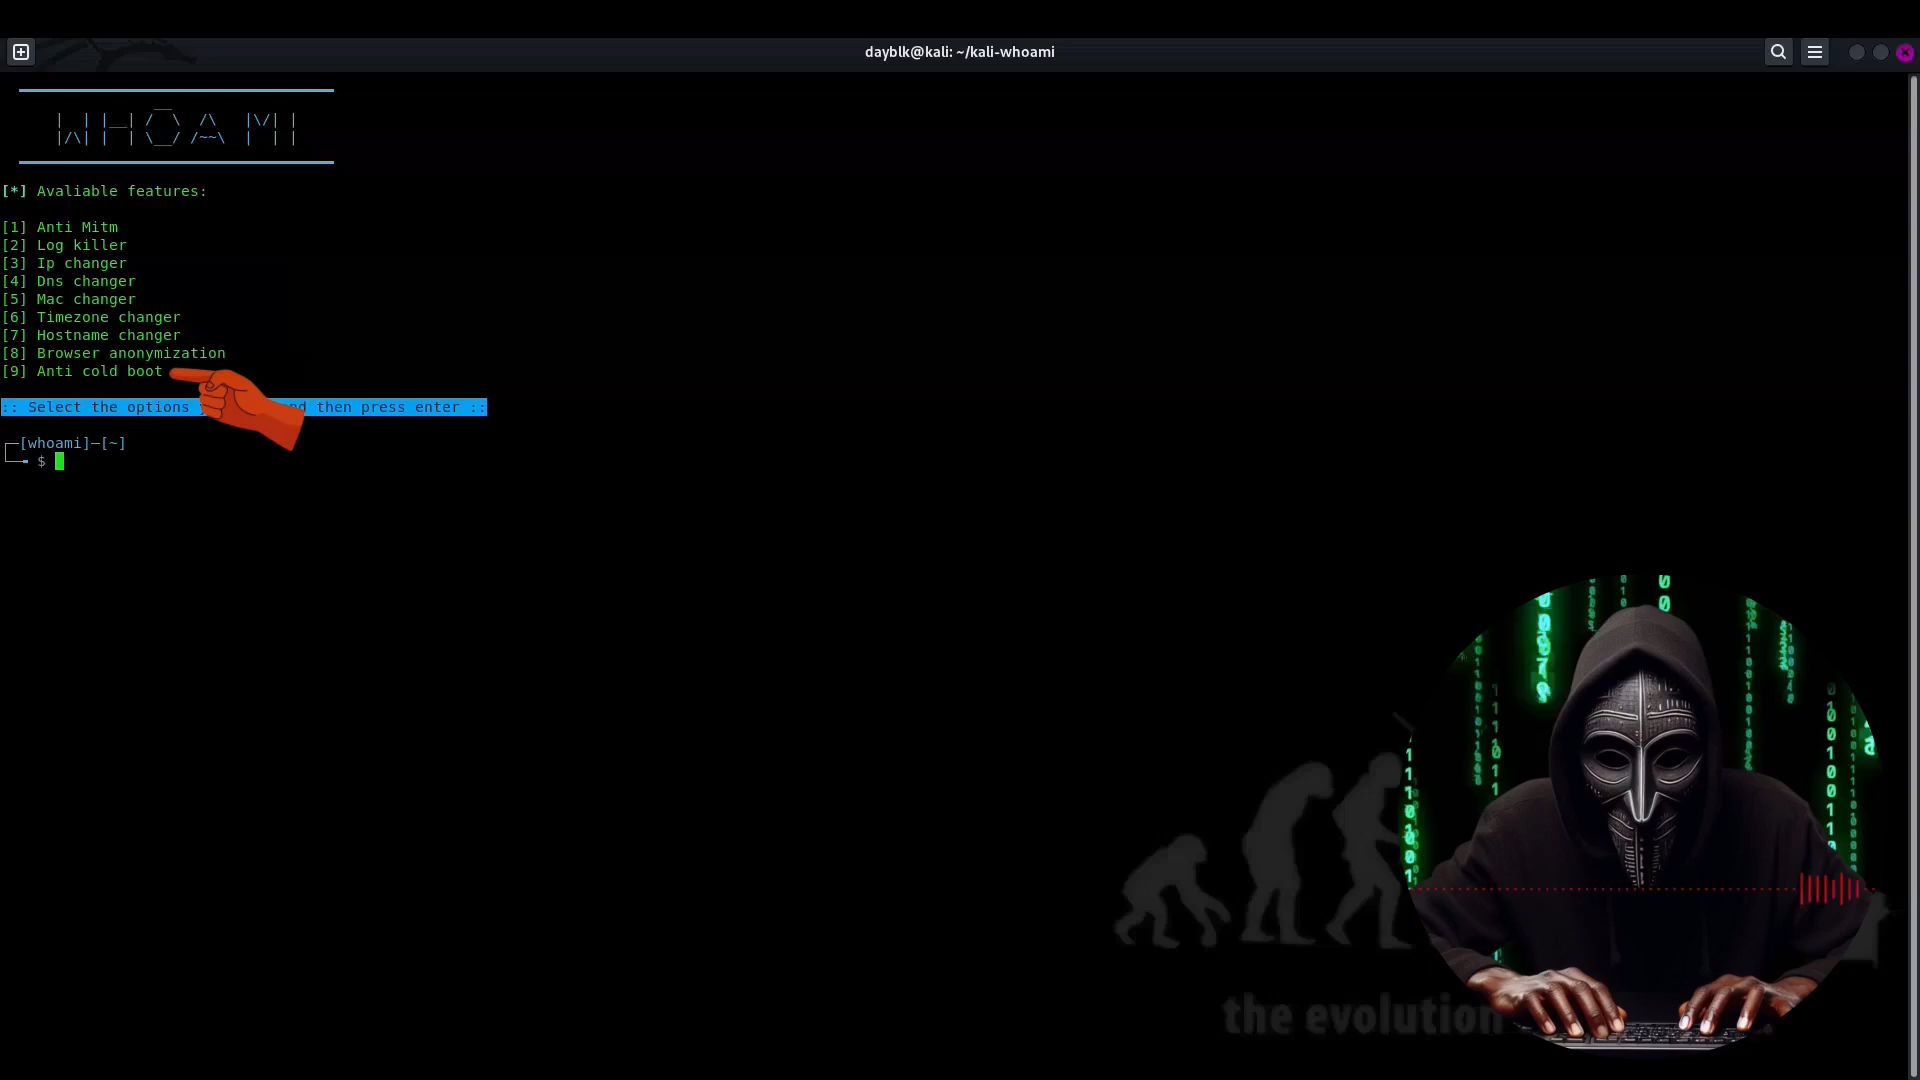 dayblk@kali: ~/kali-whoami
WHOAMI
[*] Avaliable features:
[1] Anti Mitm
[2] Log killer
[3] Ip changer
[4] Dns changer
[5] Mac changer
[6] Timezone changer
[7] Hostname changer
[8] Browser anonymization
[9] Anti cold boot
:: Select the options then press enter ::
[whoami]─[~]
$
the evolution